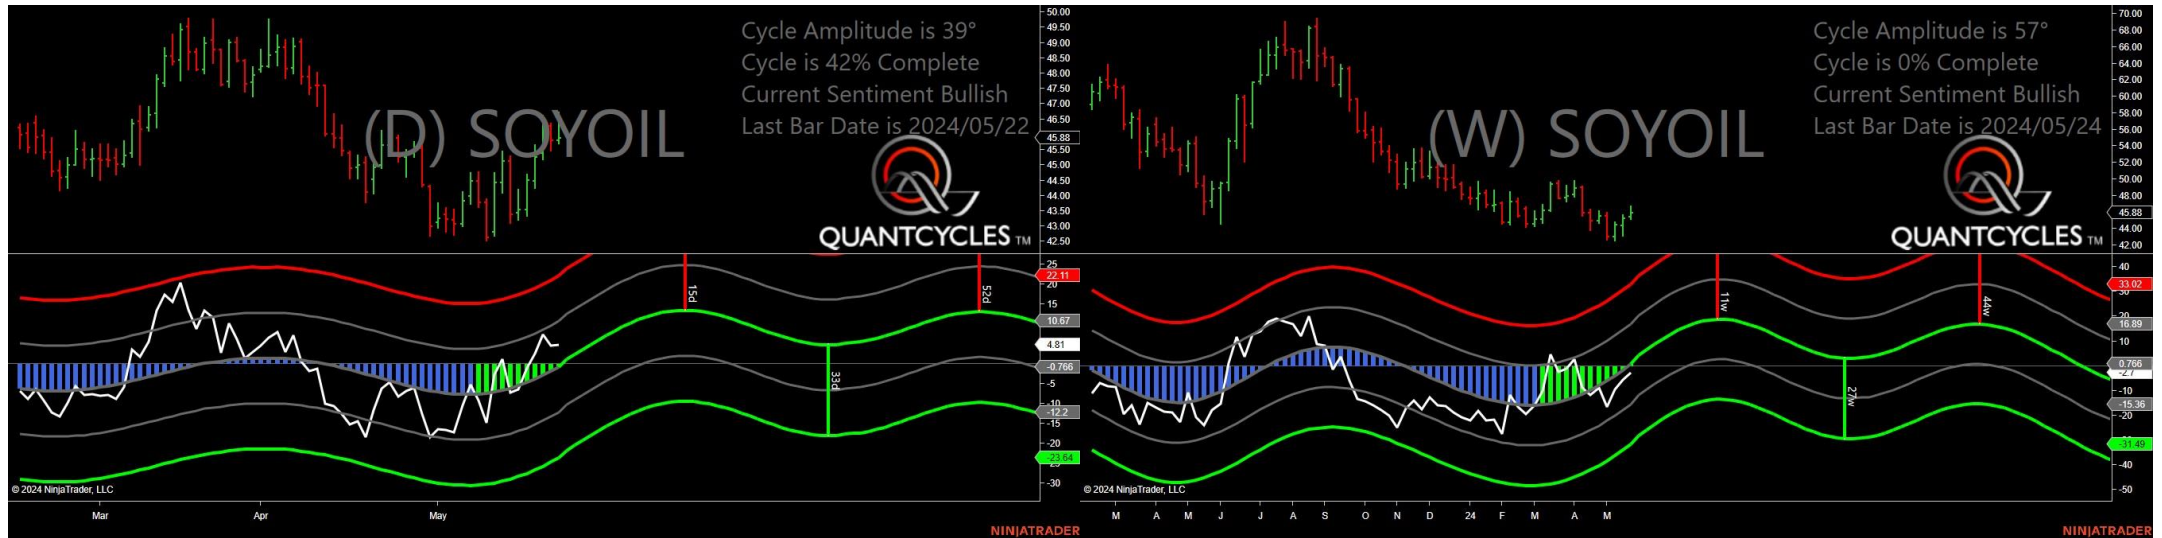 Cycle Amplitude is 39°
Cycle is 42% Complete
Current Sentiment Bullish
Last Bar Date is 2024/05/22
(D) SOYOIL
QUANTCYCLES TM
50.00
49.50
49.00
48.50
48.00
47.50
47.00
46.50
45.88
45.50
45.00
44.50
44.00
43.50
43.00
42.50
25
22.11
20
15
10.67
4.81
-0.766
-5
-10
-12.2
-15
-20
-23.64
-30
15d
33d
52d
© 2024 NinjaTrader, LLC
Mar
Apr
May
NINJATRADER
Cycle Amplitude is 57°
Cycle is 0% Complete
Current Sentiment Bullish
Last Bar Date is 2024/05/24
(W) SOYOIL
QUANTCYCLES TM
70.00
68.00
66.00
64.00
62.00
60.00
58.00
56.00
54.00
52.00
50.00
48.00
45.88
44.00
42.00
40
33.02
20
16.89
10
0.766
-2.7
-10
-15.36
-20
-31.49
-40
-50
11w
27w
44w
© 2024 NinjaTrader, LLC
M A M J J A S O N D 24 F M A M
NINJATRADER